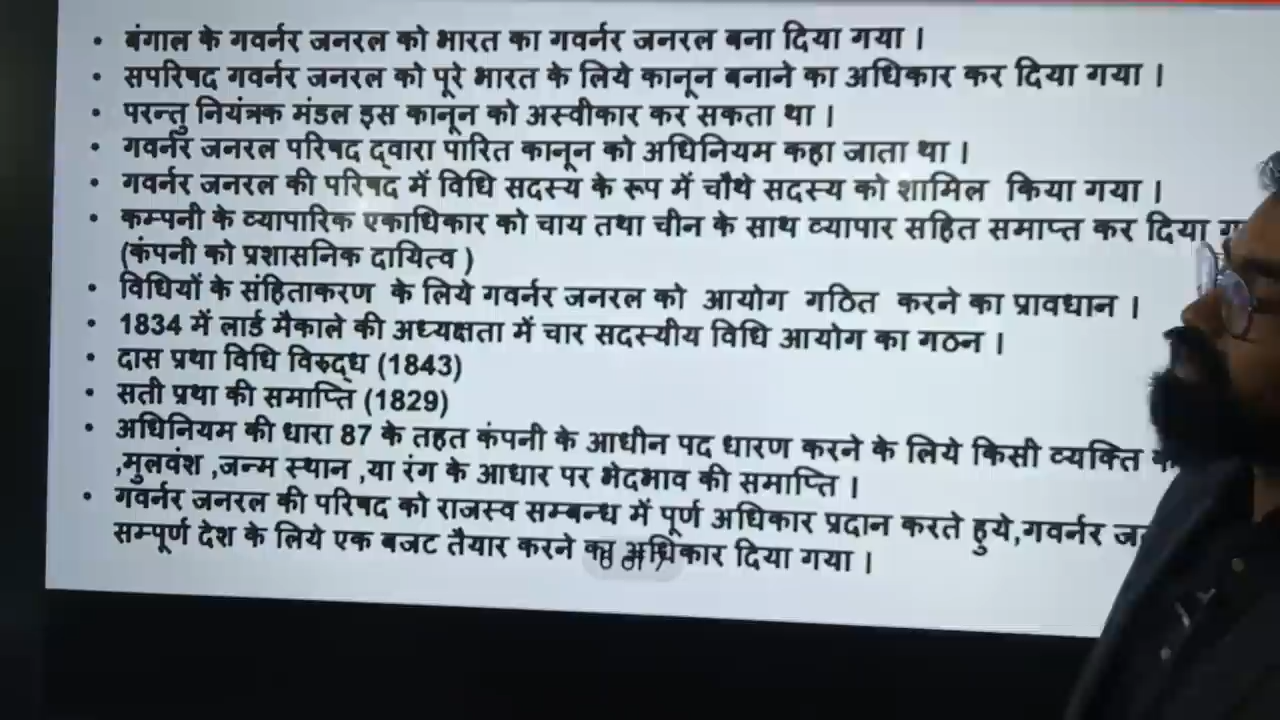 • बंगाल के गवर्नर जनरल को भारत का गवर्नर जनरल बना दिया गया ।
• सपरिषद गवर्नर जनरल को पूरे भारत के लिये कानून बनाने का अधिकार कर दिया गया ।
• परन्तु नियंत्रक मंडल इस कानून को अस्वीकार कर सकता था ।
• गवर्नर जनरल परिषद द्वारा पारित कानून को अधिनियम कहा जाता था ।
• गवर्नर जनरल की परिषद में विधि सदस्य के रूप में चौथे सदस्य को शामिल किया गया ।
• कम्पनी के व्यापारिक एकाधिकार को चाय तथा चीन के साथ व्यापार सहित समाप्त कर दिया
(कंपनी को प्रशासनिक दायित्व )
• विधियों के संहिताकरण के लिये गवर्नर जनरल को आयोग गठित करने का प्रावधान ।
• 1834 में लार्ड मैकाले की अध्यक्षता में चार सदस्यीय विधि आयोग का गठन ।
• दास प्रथा विधि विरुद्ध (1843)
• सती प्रथा की समाप्ति (1829)
• अधिनियम की धारा 87 के तहत कंपनी के आधीन पद धारण करने के लिये किसी व्यक्ति
,मुलवंश ,जन्म स्थान ,या रंग के आधार पर भेदभाव की समाप्ति ।
• गवर्नर जनरल की परिषद को राजस्व सम्बन्ध में पूर्ण अधिकार प्रदान करते हुये,गवर्नर
सम्पूर्ण देश के लिये एक बजट तैयार करने का अधिकार दिया गया ।